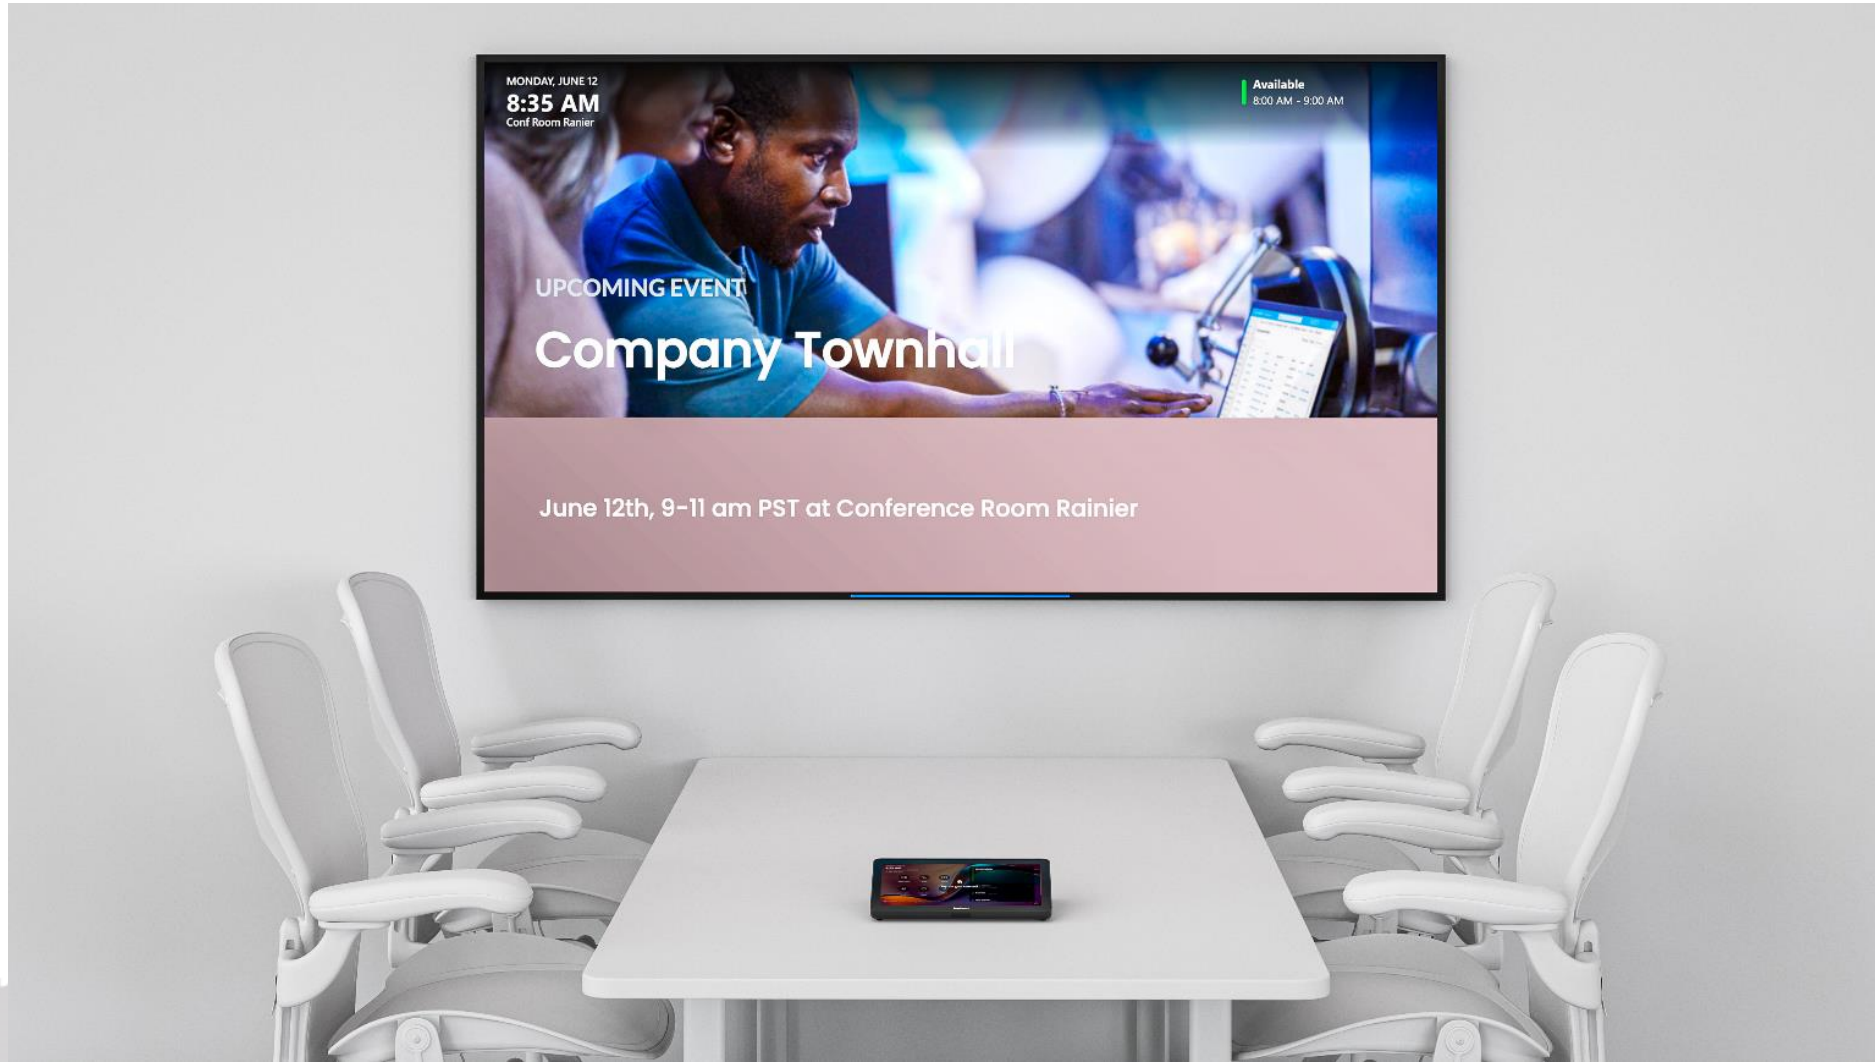 MONDAY, JUNE 12
8:35 AM
Conf Room Ranier
Available
8:00 AM - 9:00 AM
UPCOMING EVENT
Company Townhall
June 12th, 9-11 am PST at Conference Room Rainier